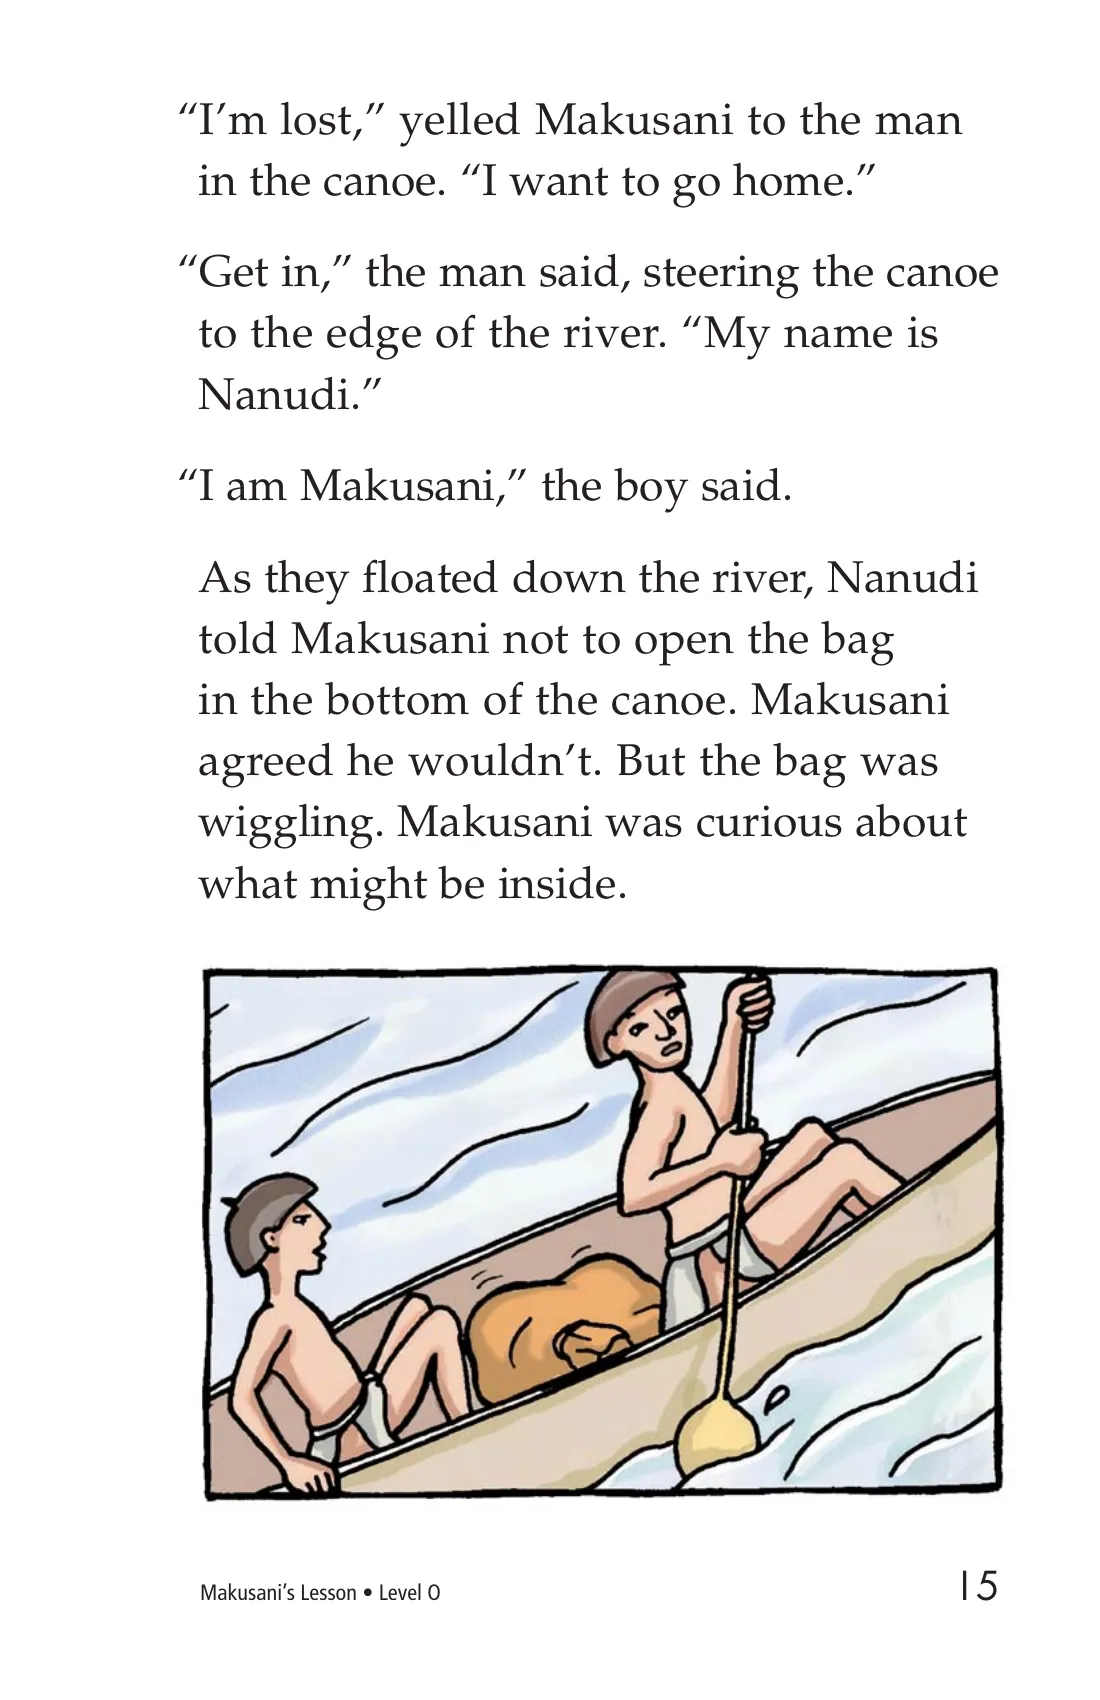 “I’m lost,” yelled Makusani to the man
in the canoe. “I want to go home.”
“Get in,” the man said, steering the canoe
to the edge of the river. “My name is
Nanudi.”
“I am Makusani,” the boy said.
As they floated down the river, Nanudi
told Makusani not to open the bag
in the bottom of the canoe. Makusani
agreed he wouldn’t. But the bag was
wiggling. Makusani was curious about
what might be inside.
Makusani’s Lesson • Level O
15